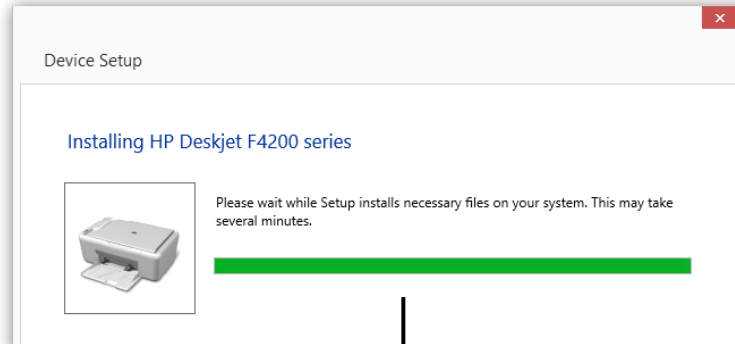 Device Setup
Installing HP Deskjet F4200 series
Please wait while Setup installs necessary files on your system. This may take
several minutes.